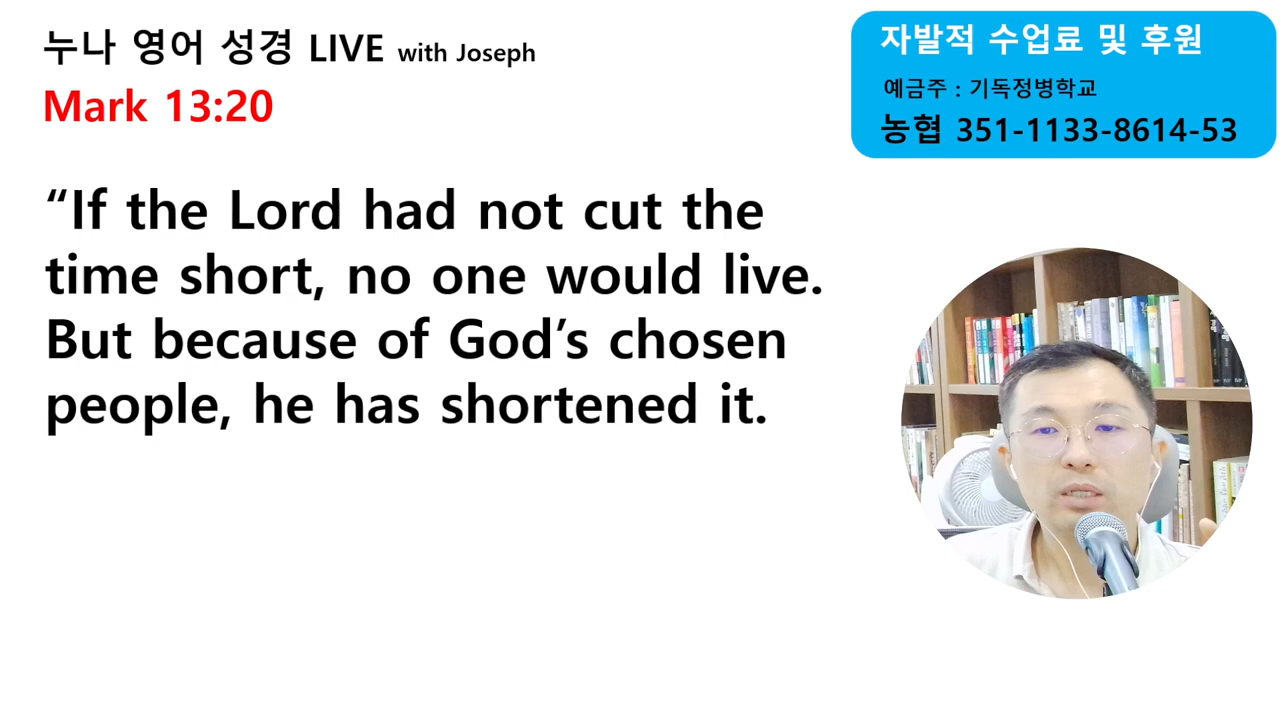 누나 영어 성경 LIVE with Joseph
Mark 13:20
자발적 수업료 및 후원
예금주 : 기독정병학교
농협 351-1133-8614-53
“If the Lord had not cut the
time short, no one would live.
But because of God’s chosen
people, he has shortened it.